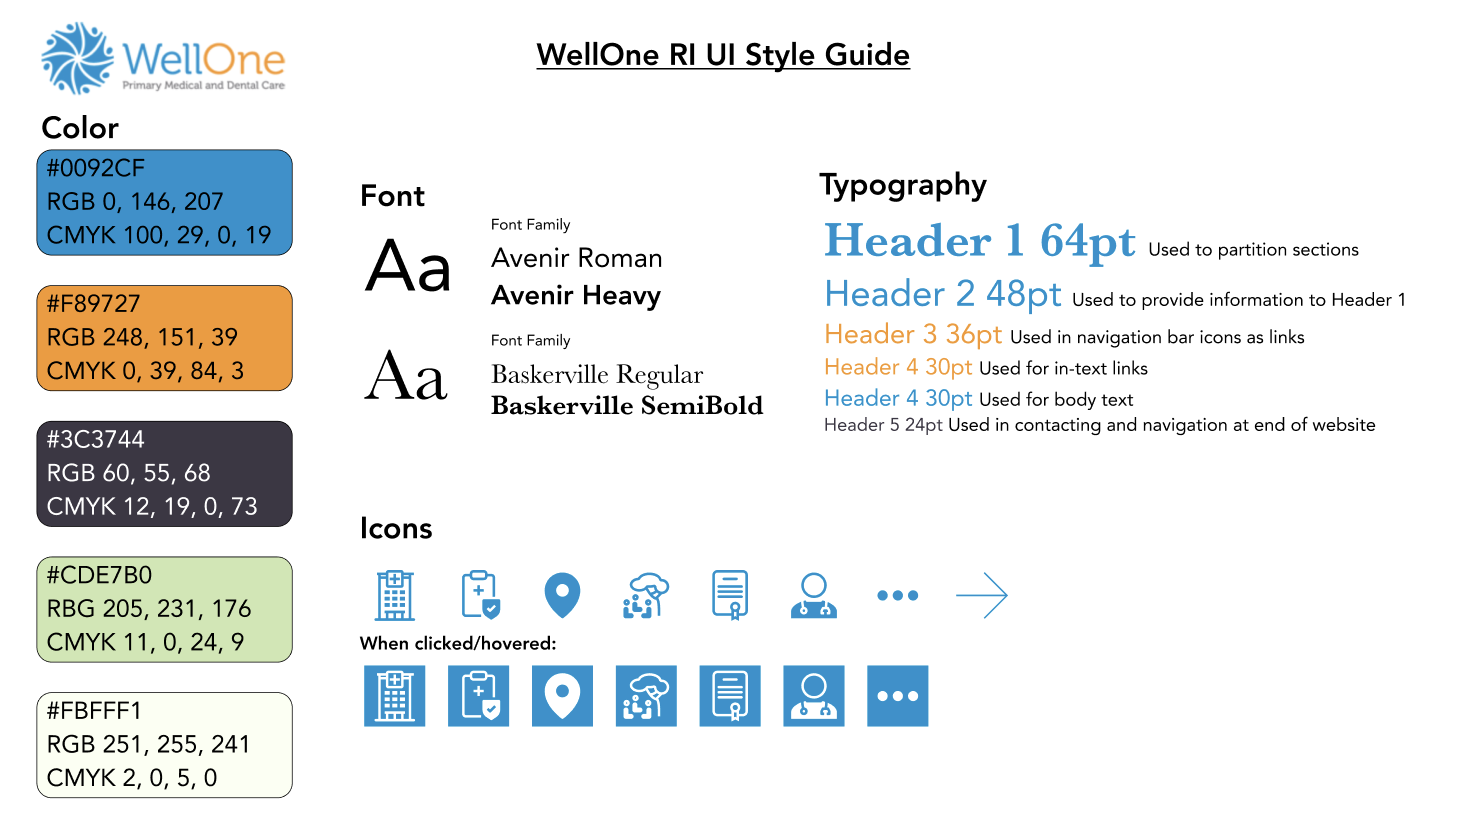 WellOne
Primary Medical and Dental Care
WellOne RI UI Style Guide
Color
#0092CF
RGB 0, 146, 207
CMYK 100, 29, 0, 19
#F89727
RGB 248, 151, 39
CMYK 0, 39, 84, 3
#3C3744
RGB 60, 55, 68
CMYK 12, 19, 0, 73
#CDE7B0
RBG 205, 231, 176
CMYK 11, 0, 24, 9
#FBFFF1
RGB 251, 255, 241
CMYK 2, 0, 5, 0
Font
Aa
Font Family
Avenir Roman
Avenir Heavy
Aa
Font Family
Baskerville Regular
Baskerville SemiBold
Typography
Header 1 64pt Used to partition sections
Header 2 48pt Used to provide information to Header 1
Header 3 36pt Used in navigation bar icons as links
Header 4 30pt Used for in-text links
Header 4 30pt Used for body text
Header 5 24pt Used in contacting and navigation at end of website
Icons
When clicked/hovered: